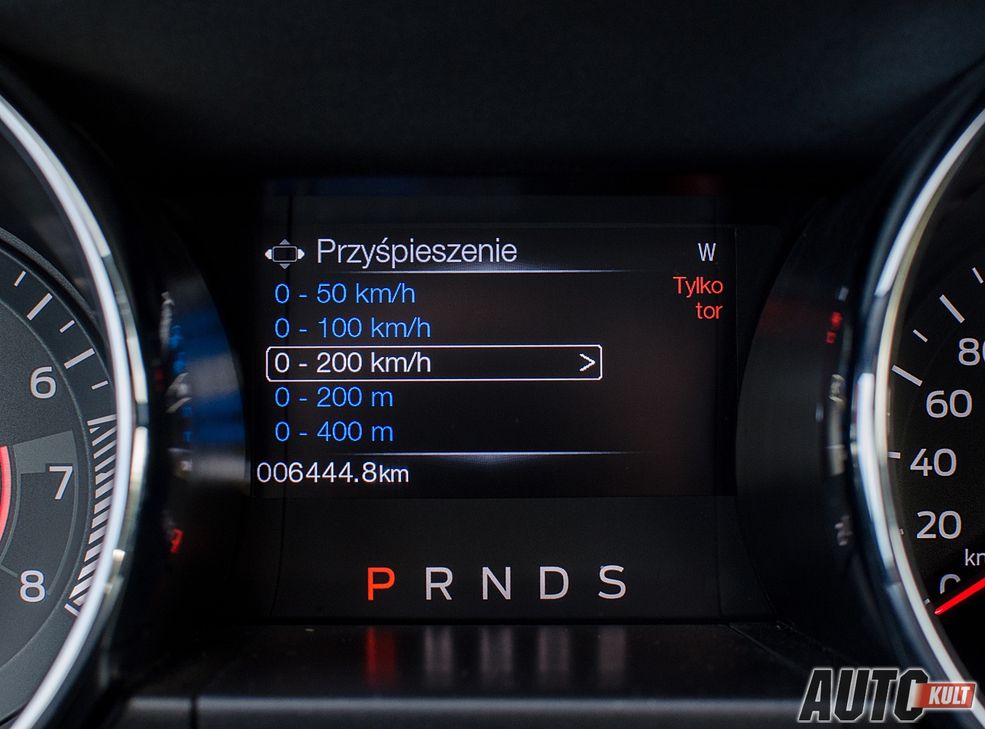 Przyśpieszenie
W
0 - 50 km/h
Tylko
tor
0 - 100 km/h
0 - 200 km/h >
0 - 200 m
0 - 400 m
006444.8km
P R N D S
6
7
8
80
60
40
20
0
AUTO
KULT